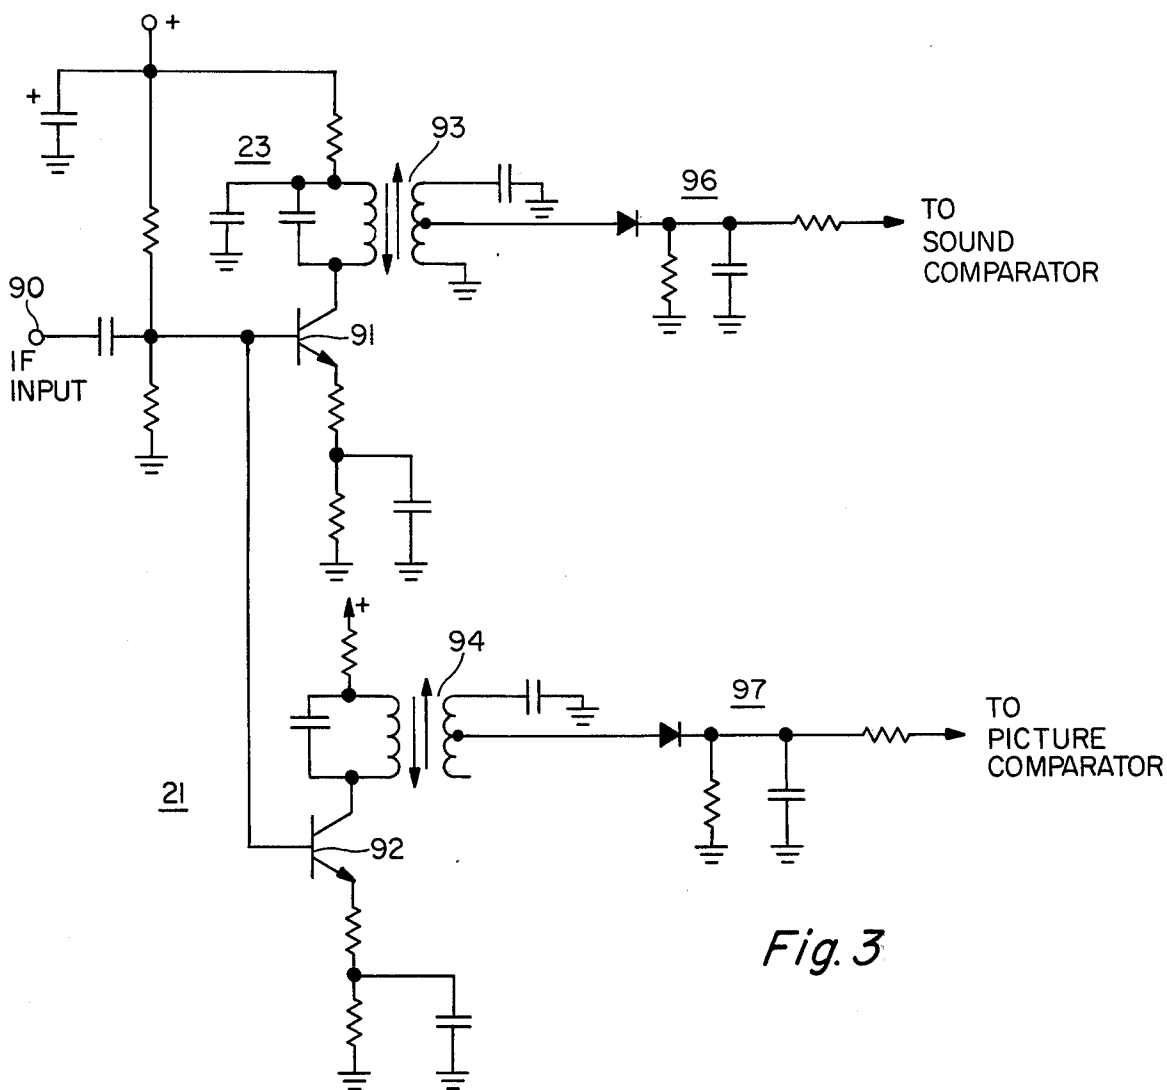 +
+
23
93
96
TO
SOUND
COMPARATOR
90
IF
INPUT
91
+
94
97
TO
PICTURE
COMPARATOR
21
92
Fig. 3